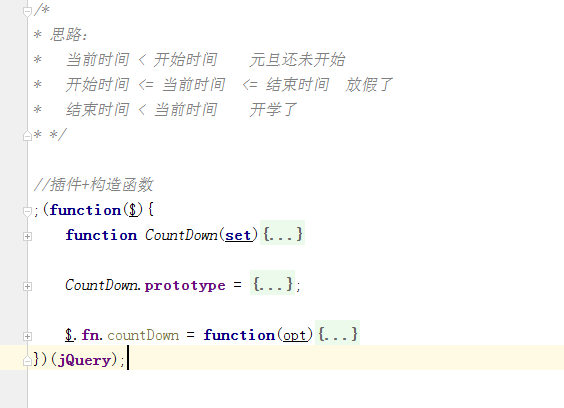 /*
* 思路：
* 当前时间 < 开始时间 元旦还未开始
* 开始时间 <= 当前时间 <= 结束时间 放假了
* 结束时间 < 当前时间 开学了
* */
//插件+构造函数
;(function($){
function CountDown(set){...}
CountDown.prototype = {...};
$.fn.countDown = function(opt){...}
})(jQuery);